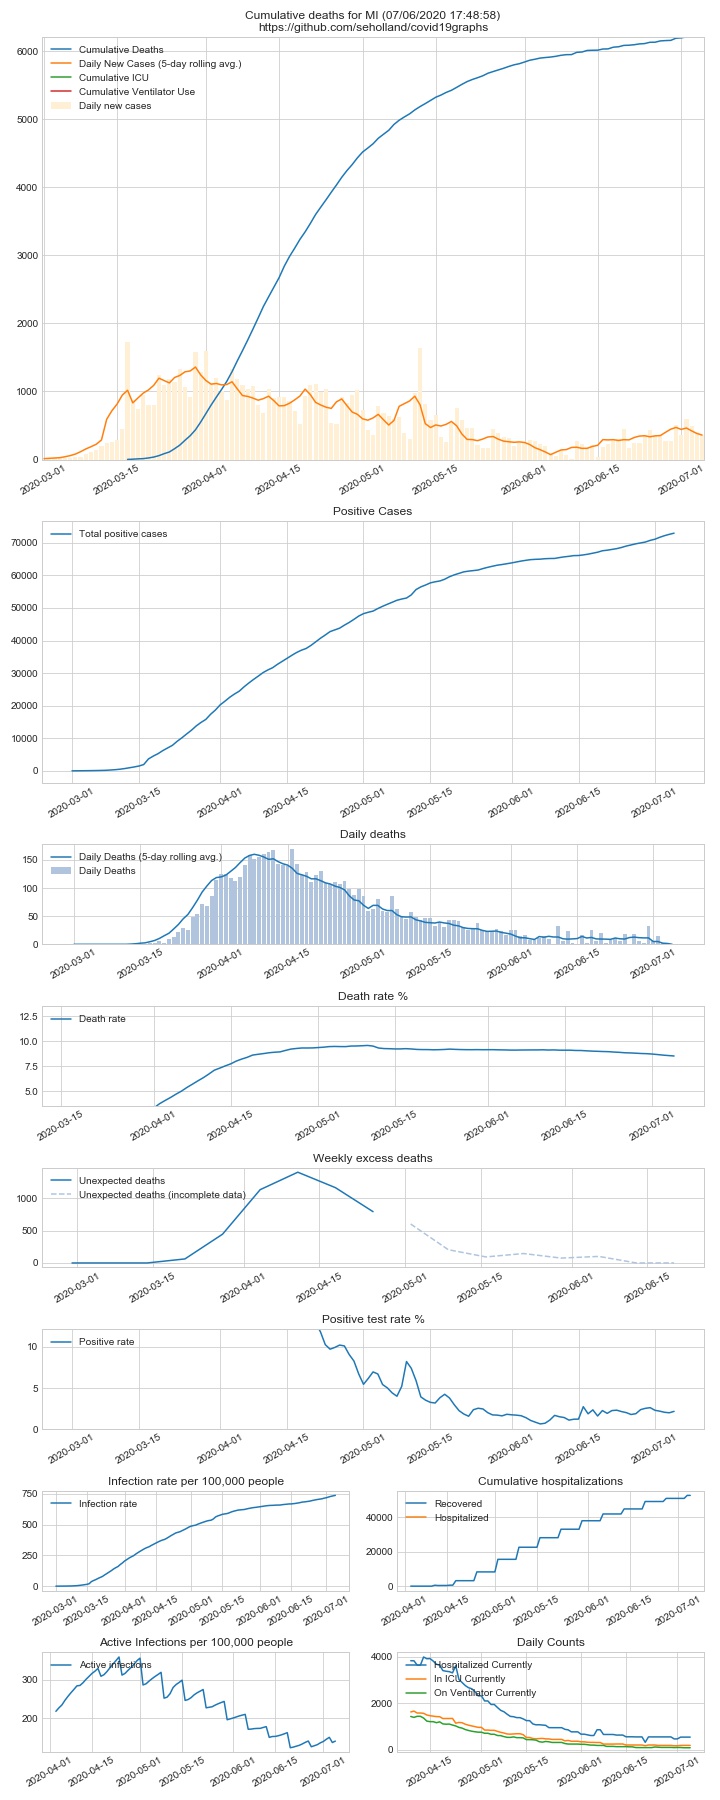 Cumulative deaths for MI (07/06/2020 17:48:58)
https://github.com/seholland/covid19graphs
Cumulative Deaths
Daily New Cases (5-day rolling avg.)
Cumulative ICU
Cumulative Ventilator Use
Daily new cases
6000
5000
4000
3000
2000
1000
0
2020-03-01 2020-03-15 2020-04-01 2020-04-15 2020-05-01 2020-05-15 2020-06-01 2020-06-15 2020-07-01
Positive Cases
Total positive cases
70000
60000
50000
40000
30000
20000
10000
0
2020-03-01 2020-03-15 2020-04-01 2020-04-15 2020-05-01 2020-05-15 2020-06-01 2020-06-15 2020-07-01
Daily deaths
Daily Deaths (5-day rolling avg.)
Daily Deaths
150
100
50
0
2020-03-01 2020-03-15 2020-04-01 2020-04-15 2020-05-01 2020-05-15 2020-06-01 2020-06-15 2020-07-01
Death rate %
Death rate
12.5
10.0
7.5
5.0
2020-03-15 2020-04-01 2020-04-15 2020-05-01 2020-05-15 2020-06-01 2020-06-15 2020-07-01
Weekly excess deaths
Unexpected deaths
Unexpected deaths (incomplete data)
1000
500
0
2020-03-01 2020-03-15 2020-04-01 2020-04-15 2020-05-01 2020-05-15 2020-06-01 2020-06-15
Positive test rate %
Positive rate
10
5
0
2020-03-01 2020-03-15 2020-04-01 2020-04-15 2020-05-01 2020-05-15 2020-06-01 2020-06-15 2020-07-01
Infection rate per 100,000 people
Infection rate
750
500
250
0
2020-03-01 2020-03-15 2020-04-01 2020-04-15 2020-05-01 2020-05-15 2020-06-01 2020-06-15 2020-07-01
Cumulative hospitalizations
Recovered
Hospitalized
40000
20000
0
2020-04-01 2020-04-15 2020-05-01 2020-05-15 2020-06-01 2020-06-15 2020-07-01
Active Infections per 100,000 people
Active infections
300
200
2020-04-01 2020-04-15 2020-05-01 2020-05-15 2020-06-01 2020-06-15 2020-07-01
Daily Counts
Hospitalized Currently
In ICU Currently
On Ventilator Currently
4000
2000
0
2020-04-15 2020-05-01 2020-05-15 2020-06-01 2020-06-15 2020-07-01